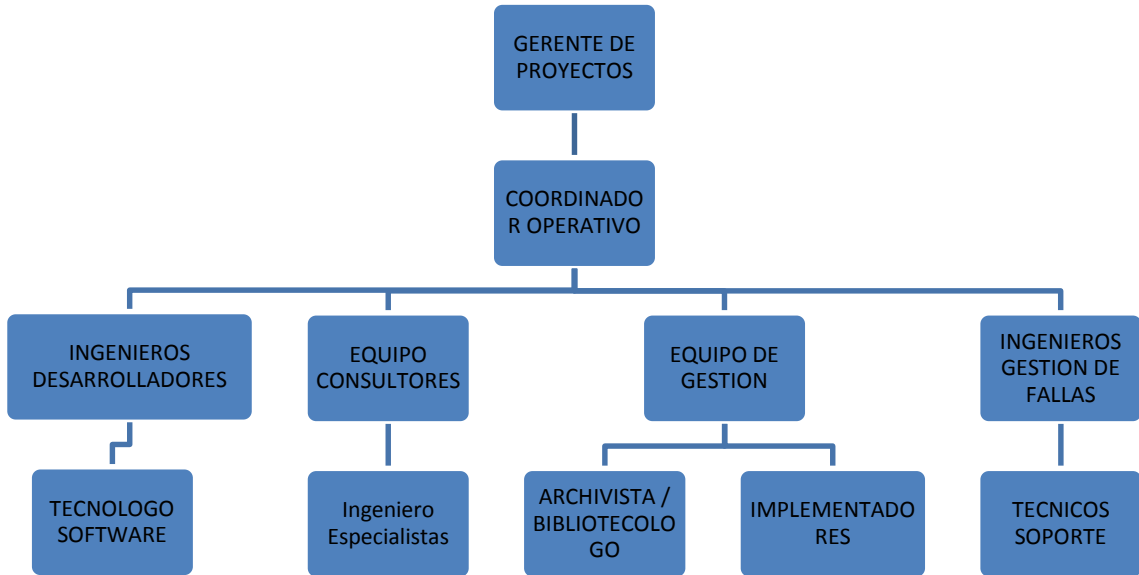 GERENTE DE
PROYECTOS
COORDINADO
R OPERATIVO
INGENIEROS
DESARROLLADORES
EQUIPO
CONSULTORES
EQUIPO DE
GESTION
INGENIEROS
GESTION DE
FALLAS
TECNOLOGO
SOFTWARE
Ingeniero
Especialistas
ARCHIVISTA /
BIBLIOTECOLO
GO
IMPLEMENTADO
RES
TECNICOS
SOPORTE